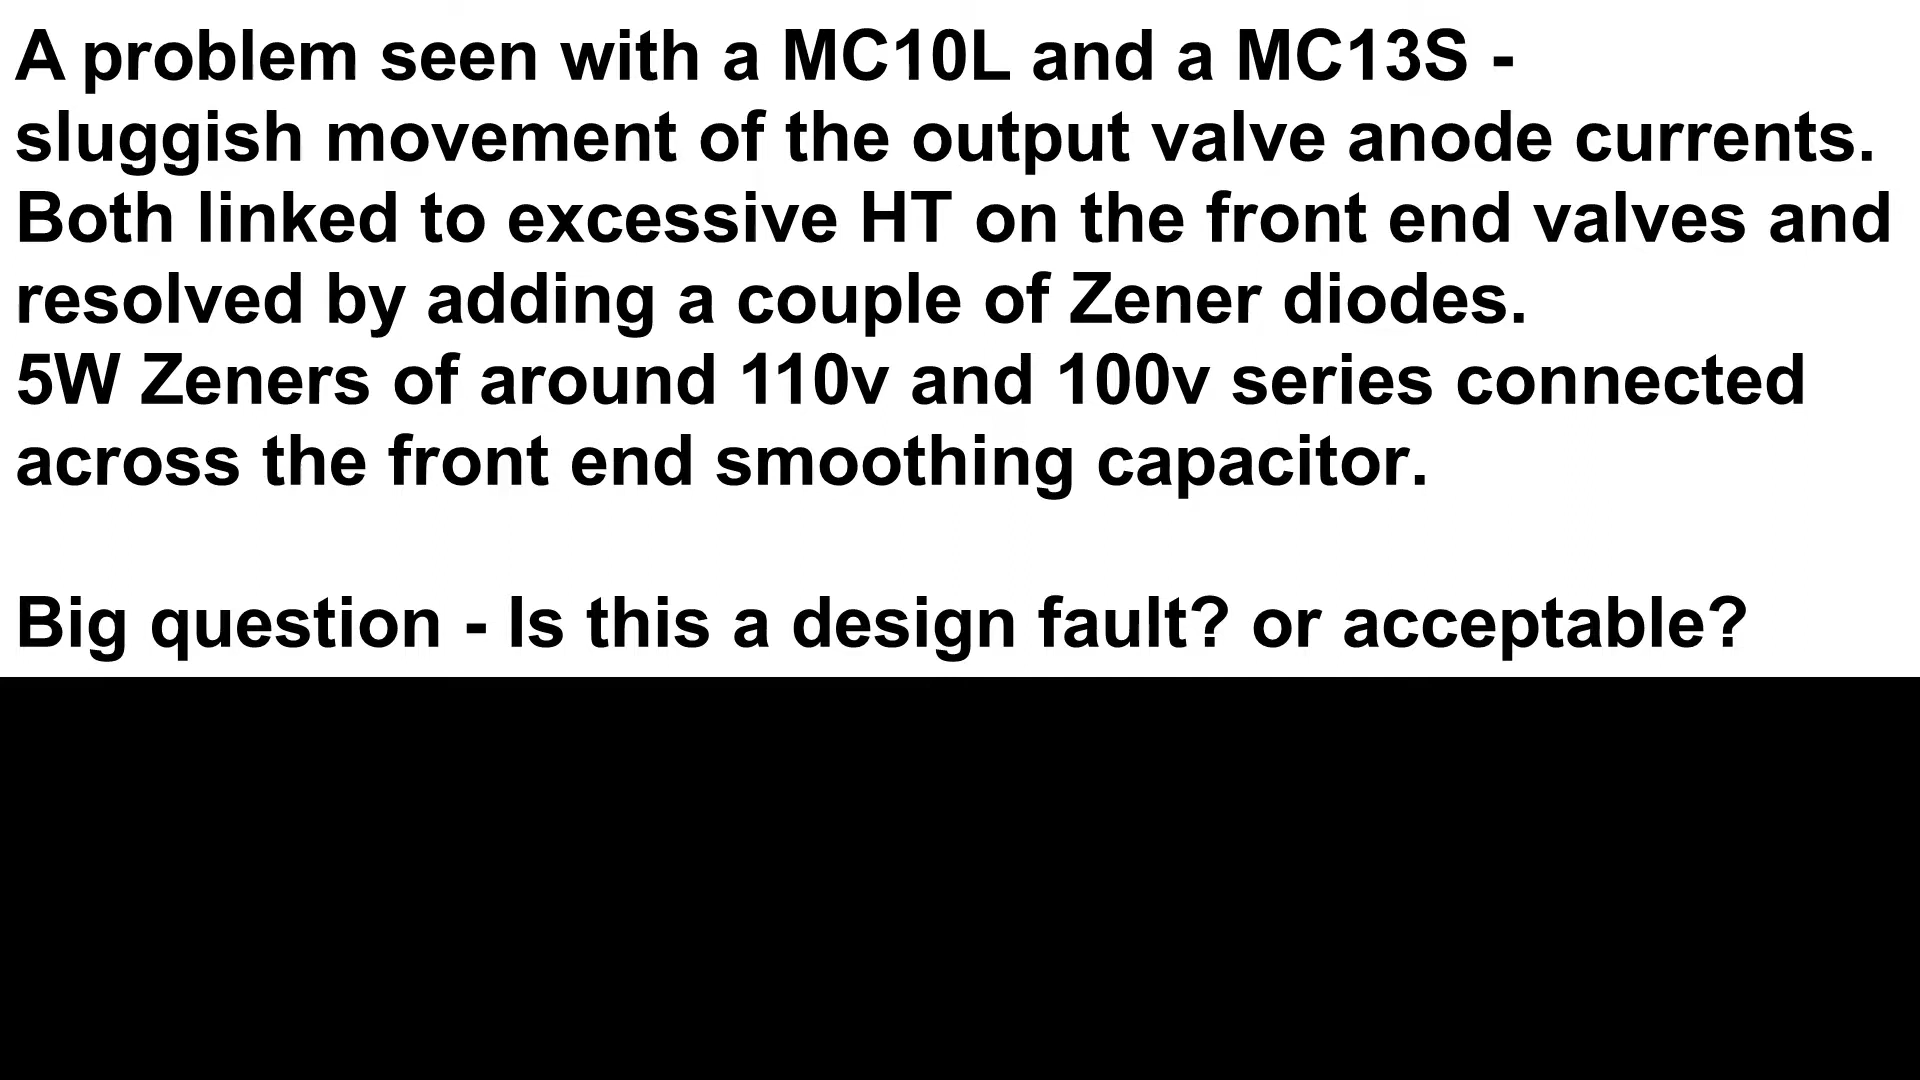 A problem seen with a MC10L and a MC13S -
sluggish movement of the output valve anode currents.
Both linked to excessive HT on the front end valves and
resolved by adding a couple of Zener diodes.
5W Zeners of around 110v and 100v series connected
across the front end smoothing capacitor.
Big question - Is this a design fault? or acceptable?